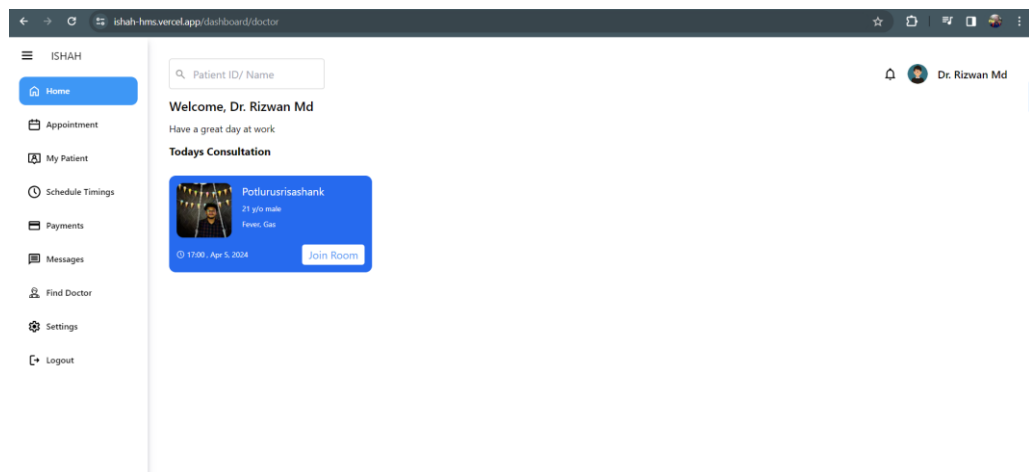 ishah-hms.vercel.app/dashboard/doctor
ISHAH
Patient ID/ Name
Dr. Rizwan Md
Home
Appointment
My Patient
Schedule Timings
Payments
Messages
Find Doctor
Settings
Logout
Welcome, Dr. Rizwan Md
Have a great day at work
Todays Consultation
Potlurusrisashank
21 y/o male
Fever, Gas
17:00 , Apr 5, 2024
Join Room